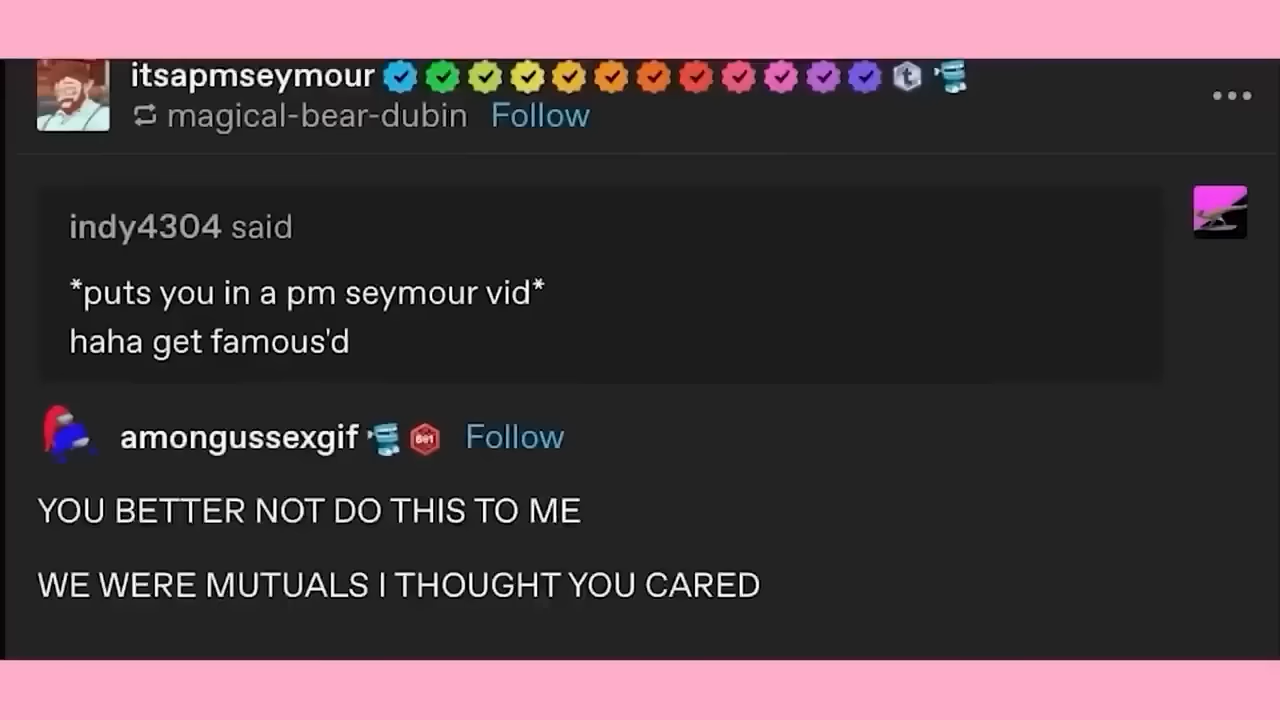 itsapmseymour
magical-bear-dubin Follow
indy4304 said
*puts you in a pm seymour vid*
haha get famous'd
amongussexgif Follow
YOU BETTER NOT DO THIS TO ME
WE WERE MUTUALS I THOUGHT YOU CARED